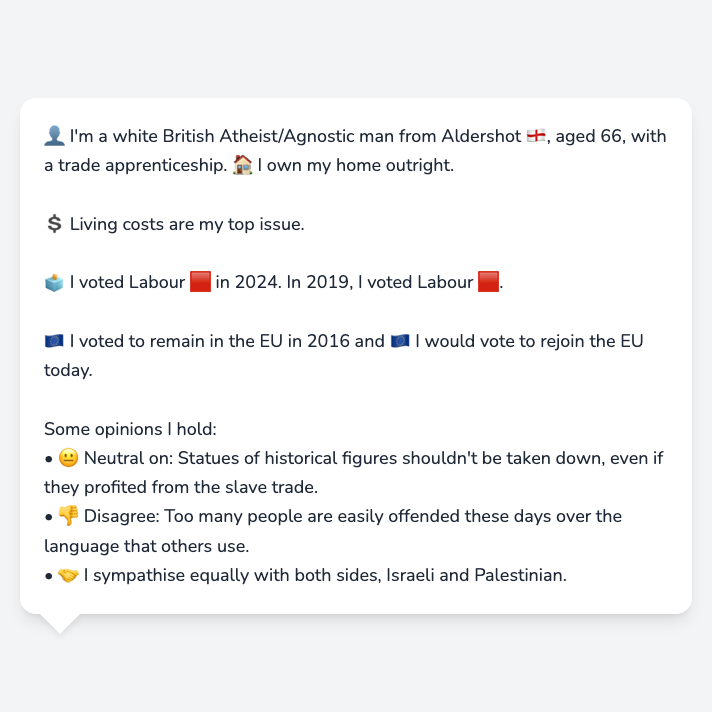 👤 I'm a white British Atheist/Agnostic man from Aldershot 🏴󠁧󠁢󠁥󠁮󠁧󠁿, aged 66, with
a trade apprenticeship. 🏠 I own my home outright.
💲 Living costs are my top issue.
🗳️ I voted Labour 🟥 in 2024. In 2019, I voted Labour 🟥.
🇪🇺 I voted to remain in the EU in 2016 and 🇪🇺 I would vote to rejoin the EU
today.
Some opinions I hold:
• 😐 Neutral on: Statues of historical figures shouldn't be taken down, even if
they profited from the slave trade.
• 👎 Disagree: Too many people are easily offended these days over the
language that others use.
• 🤝 I sympathise equally with both sides, Israeli and Palestinian.